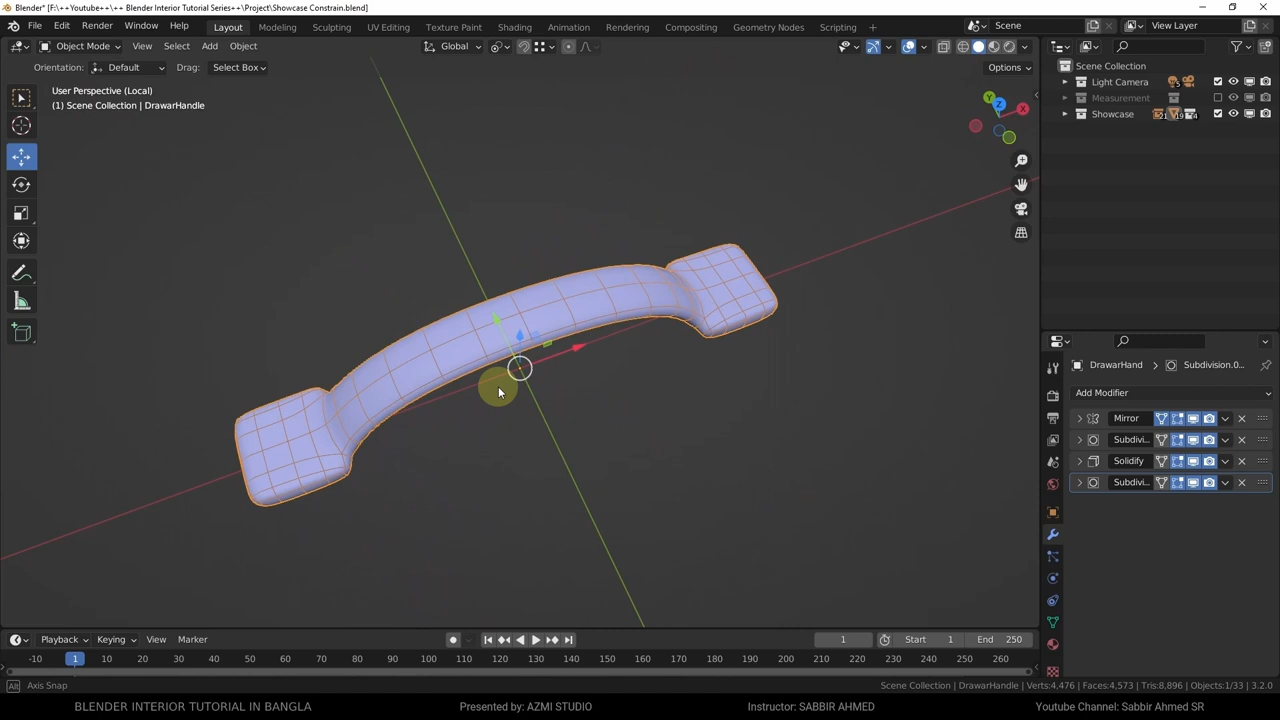 Blender* [F:\++Youtube++\++ Blender Interior Tutorial Series++\Project\Showcase Constrain.blend]
File Edit Render Window Help Layout Modeling Sculpting UV Editing Texture Paint Shading Animation Rendering Compositing Geometry Nodes Scripting + Scene View Layer
Object Mode View Select Add Object Global
Orientation: Default Drag: Select Box Options
User Perspective (Local)
(1) Scene Collection | DrawarHandle
Scene Collection
Light Camera 5
Measurement
Showcase
Y
Z
X
DrawarHand > Subdivision.0...
Add Modifier
Mirror
Subdivi...
Solidify
Subdivi...
Playback Keying View Marker 1 Start 1 End 250
-10 1 10 20 30 40 50 60 70 80 90 100 110 120 130 140 150 160 170 180 190 200 210 220 230 240 250 260
Alt Axis Snap Scene Collection | DrawarHandle | Verts:4,476 | Faces:4,573 | Tris:8,896 | Objects:1/33 | 3.2.0
BLENDER INTERIOR TUTORIAL IN BANGLA Presented by: AZMI STUDIO Instructor: SABBIR AHMED Youtube Channel: Sabbir Ahmed SR